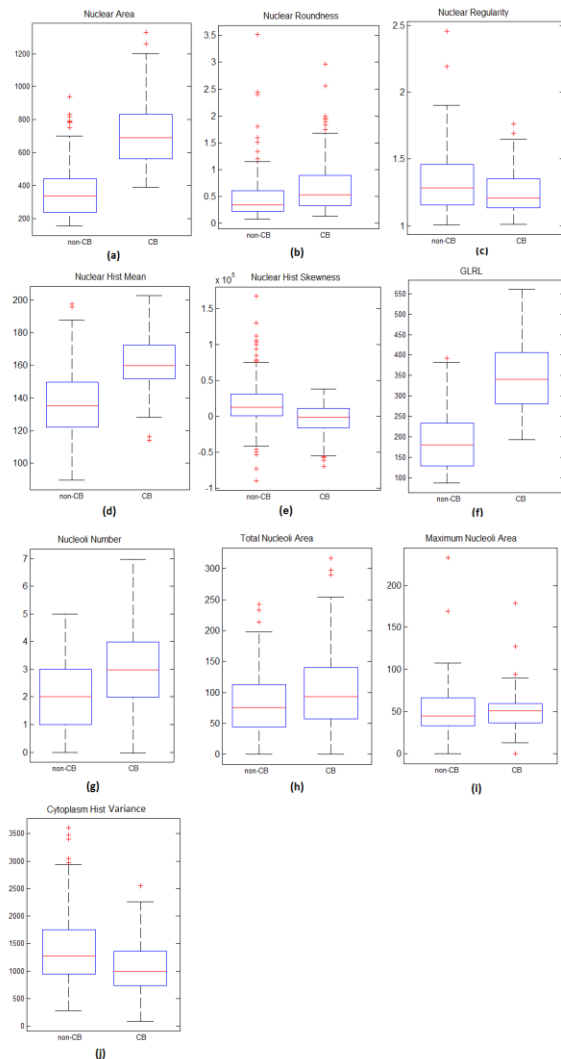 Nuclear Area
1200
1000
800
600
400
200
non-CB CB
(a)
Nuclear Roundness
3.5
3
2.5
2
1.5
1
0.5
0
non-CB CB
(b)
Nuclear Regularity
2.5
2
1.5
1
non-CB CB
(c)
Nuclear Hist Mean
200
180
160
140
120
100
non-CB CB
(d)
Nuclear Hist Skewness
x 10^5
1.5
1
0.5
0
-0.5
-1
non-CB CB
(e)
GLRL
550
500
450
400
350
300
250
200
150
100
non-CB CB
(f)
Nucleoli Number
7
6
5
4
3
2
1
0
non-CB CB
(g)
Total Nucleoli Area
300
250
200
150
100
50
0
non-CB CB
(h)
Maximum Nucleoli Area
200
150
100
50
0
non-CB CB
(i)
Cytoplasm Hist Variance
3500
3000
2500
2000
1500
1000
500
0
non-CB CB
(j)